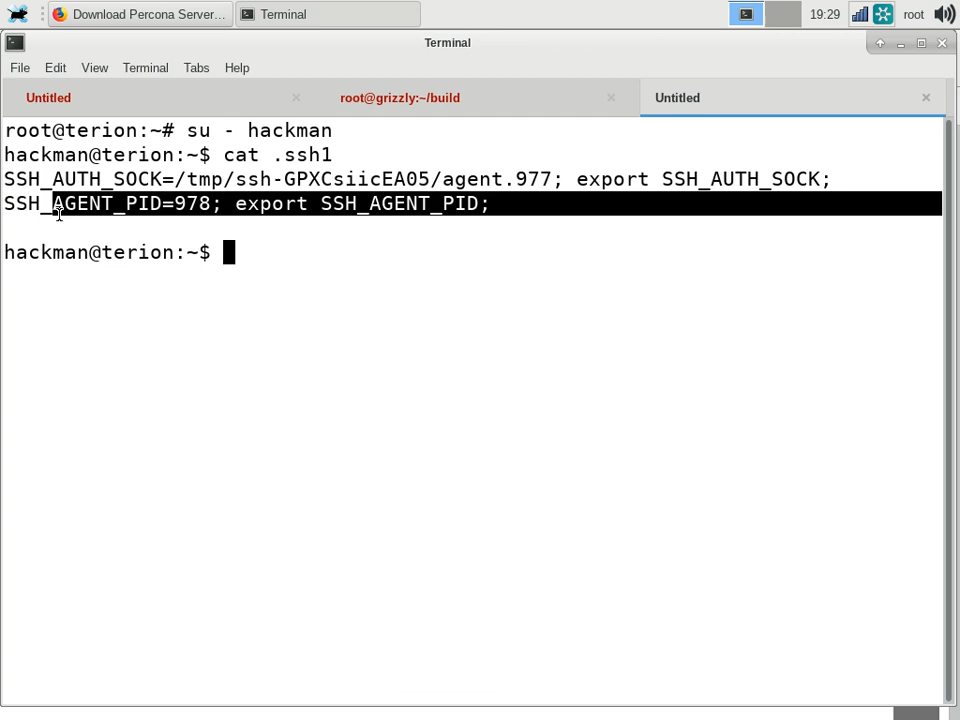 Download Percona Server...
Terminal
19:29
root
Terminal
File Edit View Terminal Tabs Help
Untitled
root@grizzly:~/build
Untitled
root@terion:~# su - hackman
hackman@terion:~$ cat .ssh1
SSH_AUTH_SOCK=/tmp/ssh-GPXCsiicEA05/agent.977; export SSH_AUTH_SOCK;
SSH_AGENT_PID=978; export SSH_AGENT_PID;
hackman@terion:~$